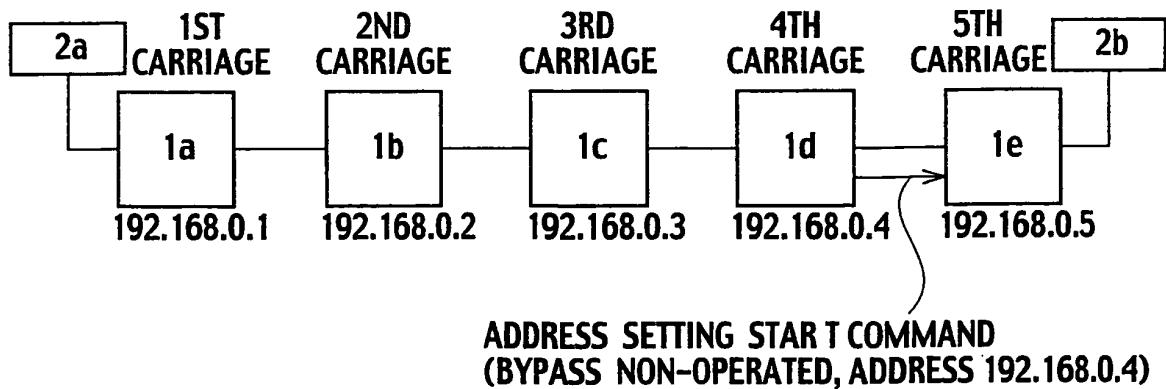 2a
1ST CARRIAGE
2ND CARRIAGE
3RD CARRIAGE
4TH CARRIAGE
5TH CARRIAGE
2b
1a
1b
1c
1d
1e
192.168.0.1
192.168.0.2
192.168.0.3
192.168.0.4
192.168.0.5
ADDRESS SETTING STAR T COMMAND
(BYPASS NON-OPERATED, ADDRESS 192.168.0.4)